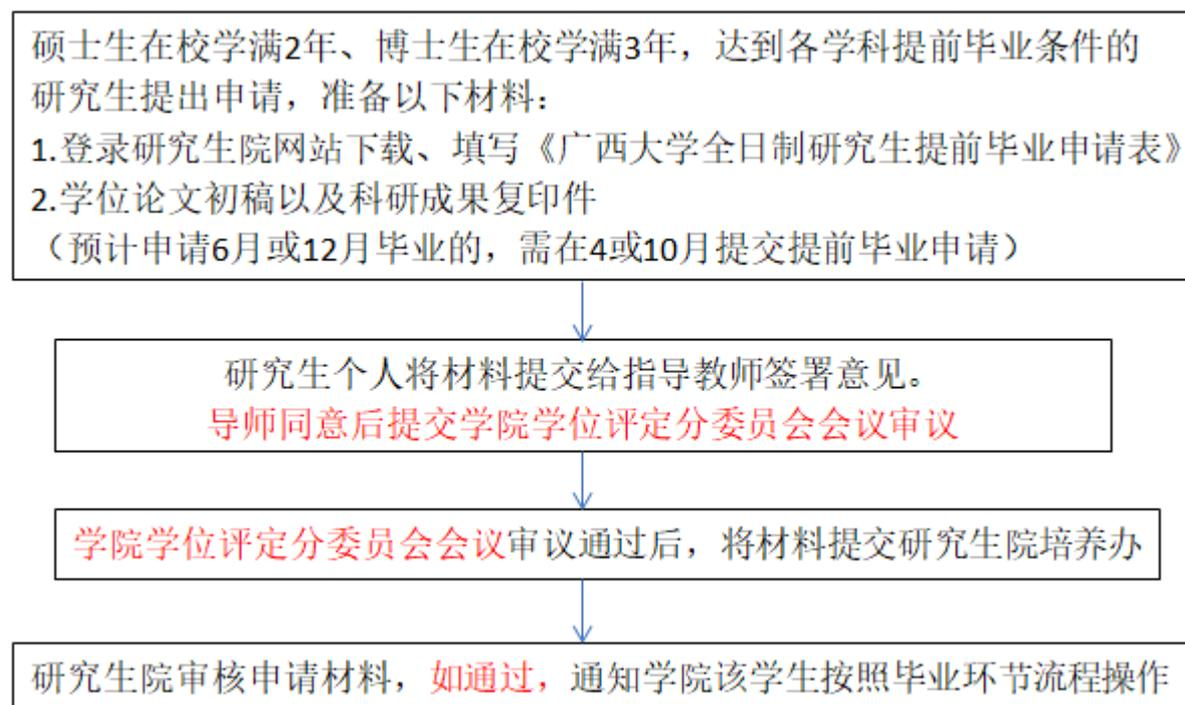 硕士生在校学满2年、博士生在校学满3年，达到各学科提前毕业条件的
研究生提出申请，准备以下材料：
1.登录研究生院网站下载、填写《广西大学全日制研究生提前毕业申请表》
2.学位论文初稿以及科研成果复印件
（预计申请6月或12月毕业的，需在4或10月提交提前毕业申请）
研究生个人将材料提交给指导教师签署意见。
导师同意后提交学院学位评定分委员会会议审议
学院学位评定分委员会会议审议通过后，将材料提交研究生院培养办
研究生院审核申请材料，如通过，通知学院该学生按照毕业环节流程操作